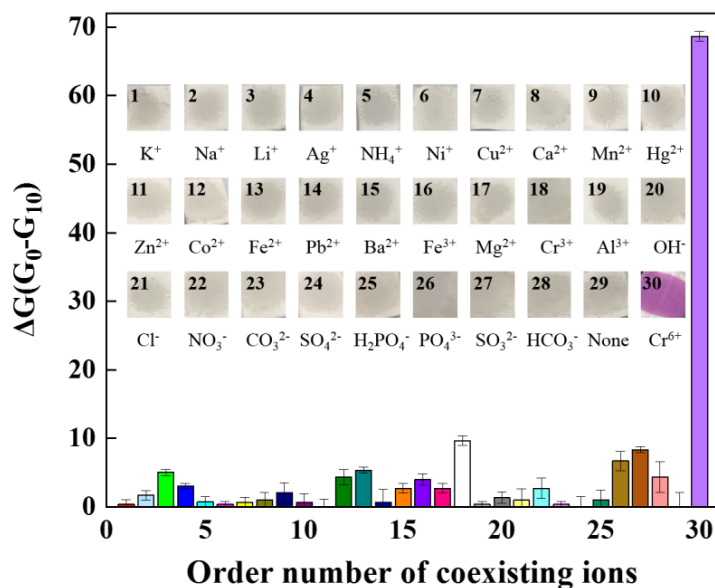 70
60
50
40
30
20
10
0
ΔG(G₀-G₁₀)
1 2 3 4 5 6 7 8 9 10
K⁺ Na⁺ Li⁺ Ag⁺ NH₄⁺ Ni⁺ Cu²⁺ Ca²⁺ Mn²⁺ Hg²⁺
11 12 13 14 15 16 17 18 19 20
Zn²⁺ Co²⁺ Fe²⁺ Pb²⁺ Ba²⁺ Fe³⁺ Mg²⁺ Cr³⁺ Al³⁺ OH⁻
21 22 23 24 25 26 27 28 29 30
Cl⁻ NO₃⁻ CO₃²⁻ SO₄²⁻ H₂PO₄⁻ PO₄³⁻ SO₃²⁻ HCO₃⁻ None Cr⁶⁺
0 5 10 15 20 25 30
Order number of coexisting ions